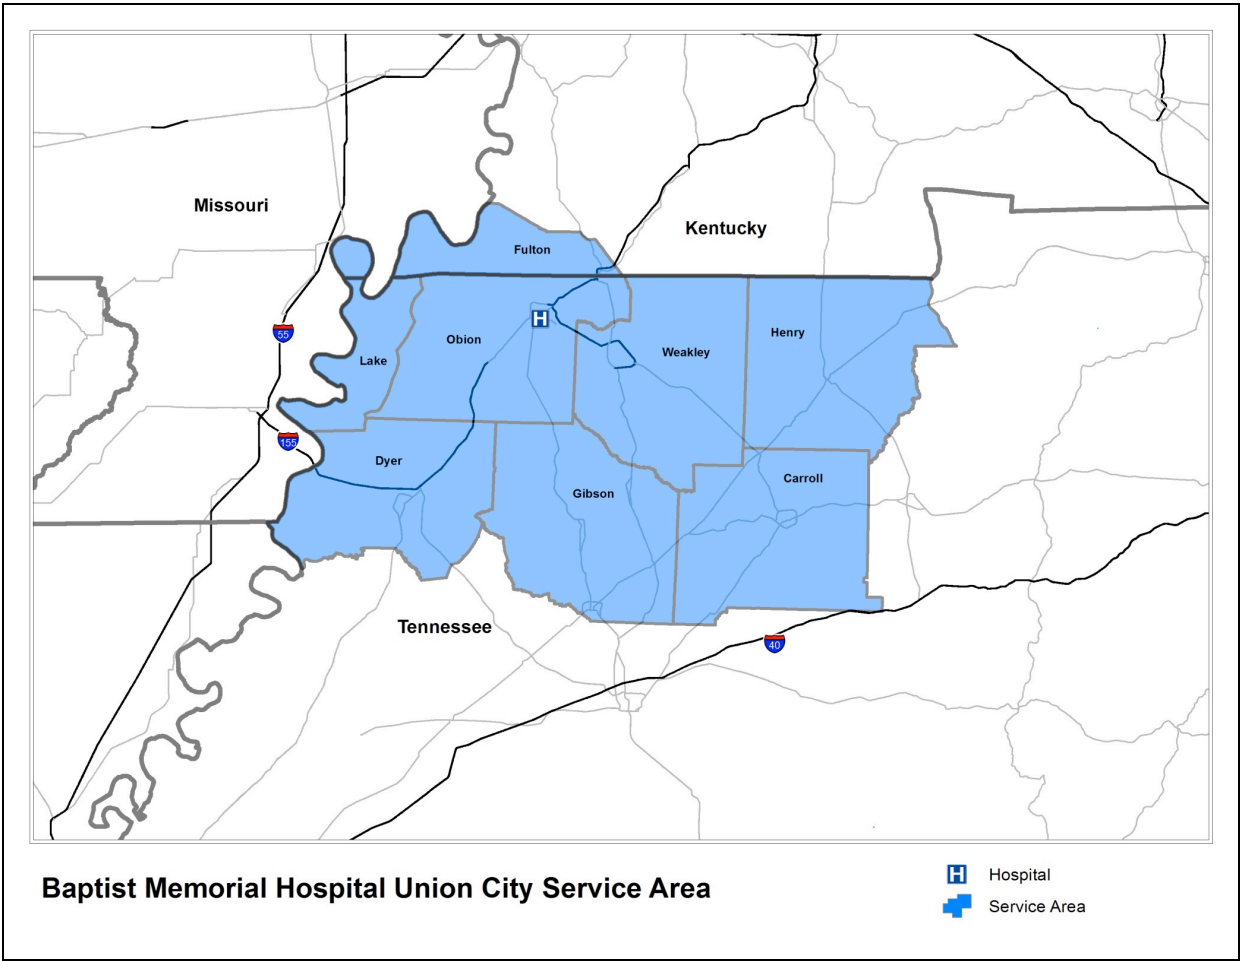 Missouri
Kentucky
Fulton
55
Obion
Henry
Lake
Weakley
155
Dyer
Carroll
Gibson
Tennessee
40
Baptist Memorial Hospital Union City Service Area
H Hospital
Service Area